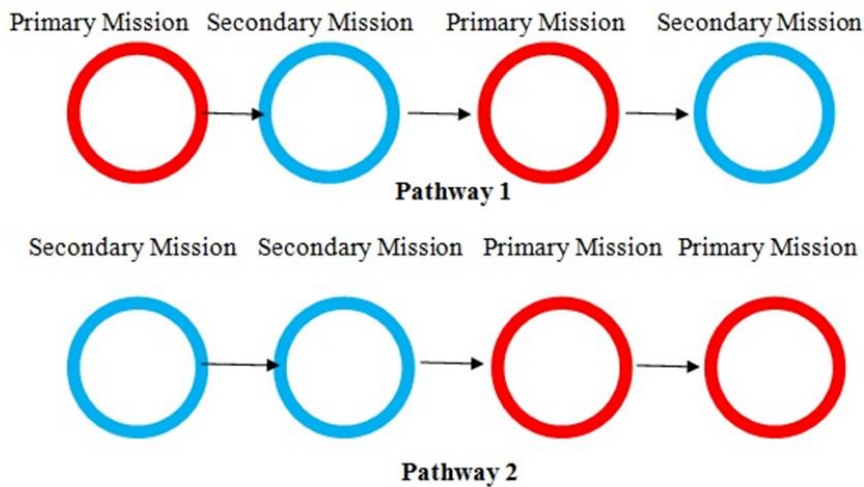 Primary Mission Secondary Mission Primary Mission Secondary Mission
Pathway 1
Secondary Mission Secondary Mission Primary Mission Primary Mission
Pathway 2